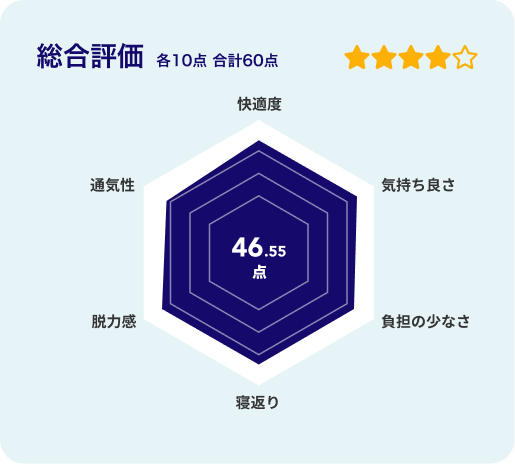 総合評価 各10点 合計60点
快適度
通気性
気持ち良さ
46.55
点
脱力感
負担の少なさ
寝返り